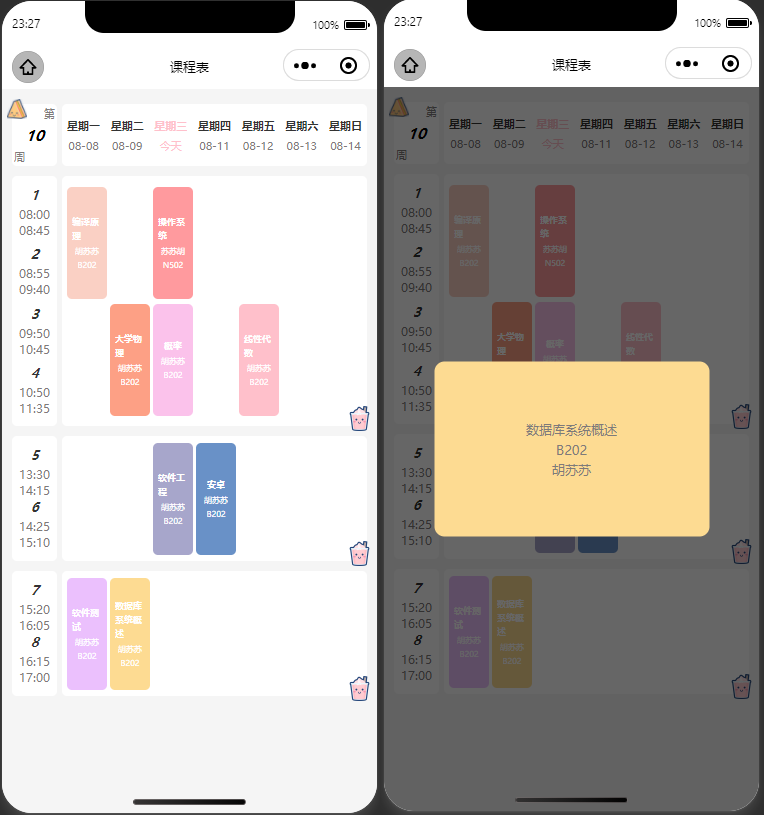 23:27
100%
课程表
第
10
周
星期一 星期二 星期三 星期四 星期五 星期六 星期日
08-08 08-09 今天 08-11 08-12 08-13 08-14
1
08:00
08:45
2
08:55
09:40
3
09:50
10:45
4
10:50
11:35
编译原
理
胡苏苏
B202
操作系
统
苏苏胡
N502
大学物
理
胡苏苏
B202
概率
胡苏苏
B202
线性代
数
胡苏苏
B202
5
13:30
14:15
6
14:25
15:10
软件工
程
胡苏苏
B202
安卓
胡苏苏
B202
7
15:20
16:05
8
16:15
17:00
软件测
试
胡苏苏
B202
数据库
系统概
述
胡苏苏
B202
23:27
100%
课程表
第
10
周
星期一 星期二 星期三 星期四 星期五 星期六 星期日
08-08 08-09 今天 08-11 08-12 08-13 08-14
1
08:00
08:45
2
08:55
09:40
3
09:50
10:45
4
10:50
11:35
编译原
理
胡苏苏
B202
操作系
统
苏苏胡
N502
大学物
理
概率
线性代
数
数据库系统概述
B202
胡苏苏
5
13:30
14:15
6
14:25
15:10
7
15:20
16:05
8
16:15
17:00
软件测
试
胡苏苏
B202
数据库
系统概
述
胡苏苏
B202